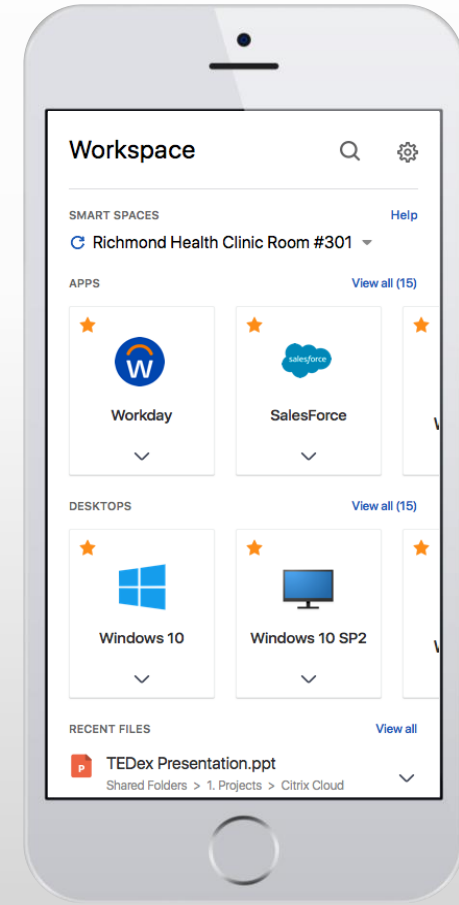 Workspace
SMART SPACES Help
Richmond Health Clinic Room #301
APPS View all (15)
W salesforce
Workday SalesForce
DESKTOPS View all (15)
Windows 10 Windows 10 SP2
RECENT FILES View all
P TEDex Presentation.ppt
Shared Folders > 1. Projects > Citrix Cloud